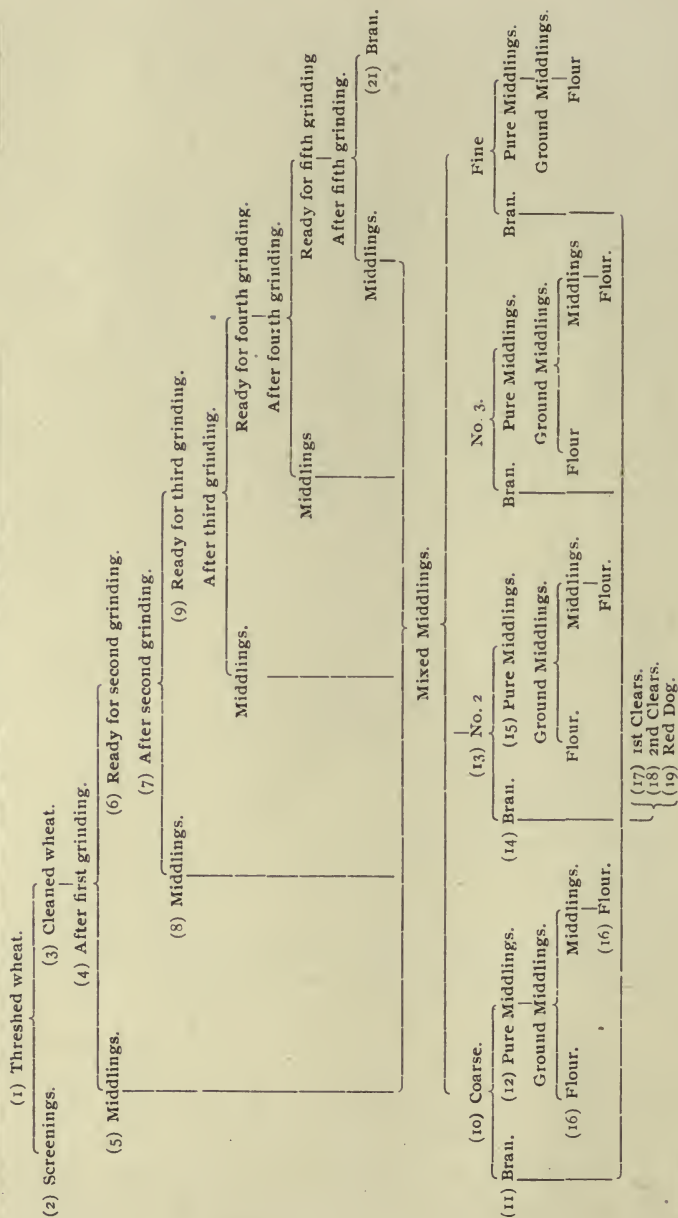 (1) Threshed wheat.
(2) Screenings. (3) Cleaned wheat.
(4) After first grinding.
(5) Middlings. (6) Ready for second grinding.
(7) After second grinding.
(8) Middlings. (9) Ready for third grinding.
After third grinding.
Middlings. Ready for fourth grinding.
After fourth grinding.
Middlings Ready for fifth grinding
After fifth grinding.
Middlings. (21) Bran.
Mixed Middlings.
(10) Coarse. (13) No. 2 No. 3. Fine
(11) Bran. (12) Pure Middlings. (14) Bran. (15) Pure Middlings. Bran. Pure Middlings. Bran. Pure Middlings.
Ground Middlings. Ground Middlings. Ground Middlings. Ground Middlings.
(16) Flour. Middlings. Flour. Middlings. Flour Middlings Flour
(16) Flour. Flour. Flour.
(17) 1st Clears.
(18) 2nd Clears.
(19) Red Dog.